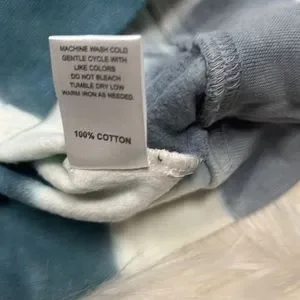 MACHINE WASH COLD
GENTLE CYCLE WITH
LIKE COLORS
DO NOT BLEACH
TUMBLE DRY LOW
WARM IRON AS NEEDED.
100% COTTON